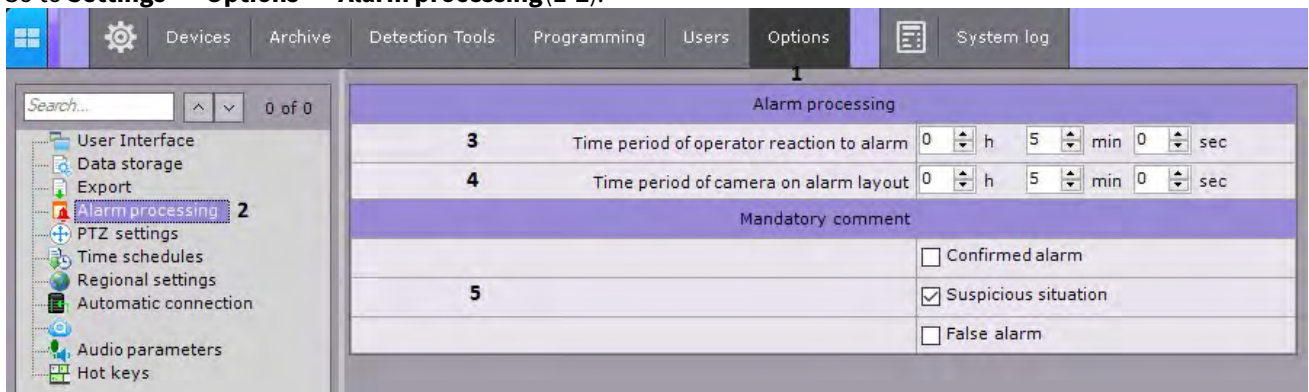 Go to Settings -> Options -> Alarm processing (1-2).
Devices Archive Detection Tools Programming Users Options System log
1
Search... 0 of 0
User Interface
Data storage
Export
Alarm processing 2
PTZ settings
Time schedules
Regional settings
Automatic connection
Audio parameters
Hot keys
Alarm processing
3 Time period of operator reaction to alarm 0 h 5 min 0 sec
4 Time period of camera on alarm layout 0 h 5 min 0 sec
Mandatory comment
Confirmed alarm
5 Suspicious situation
False alarm